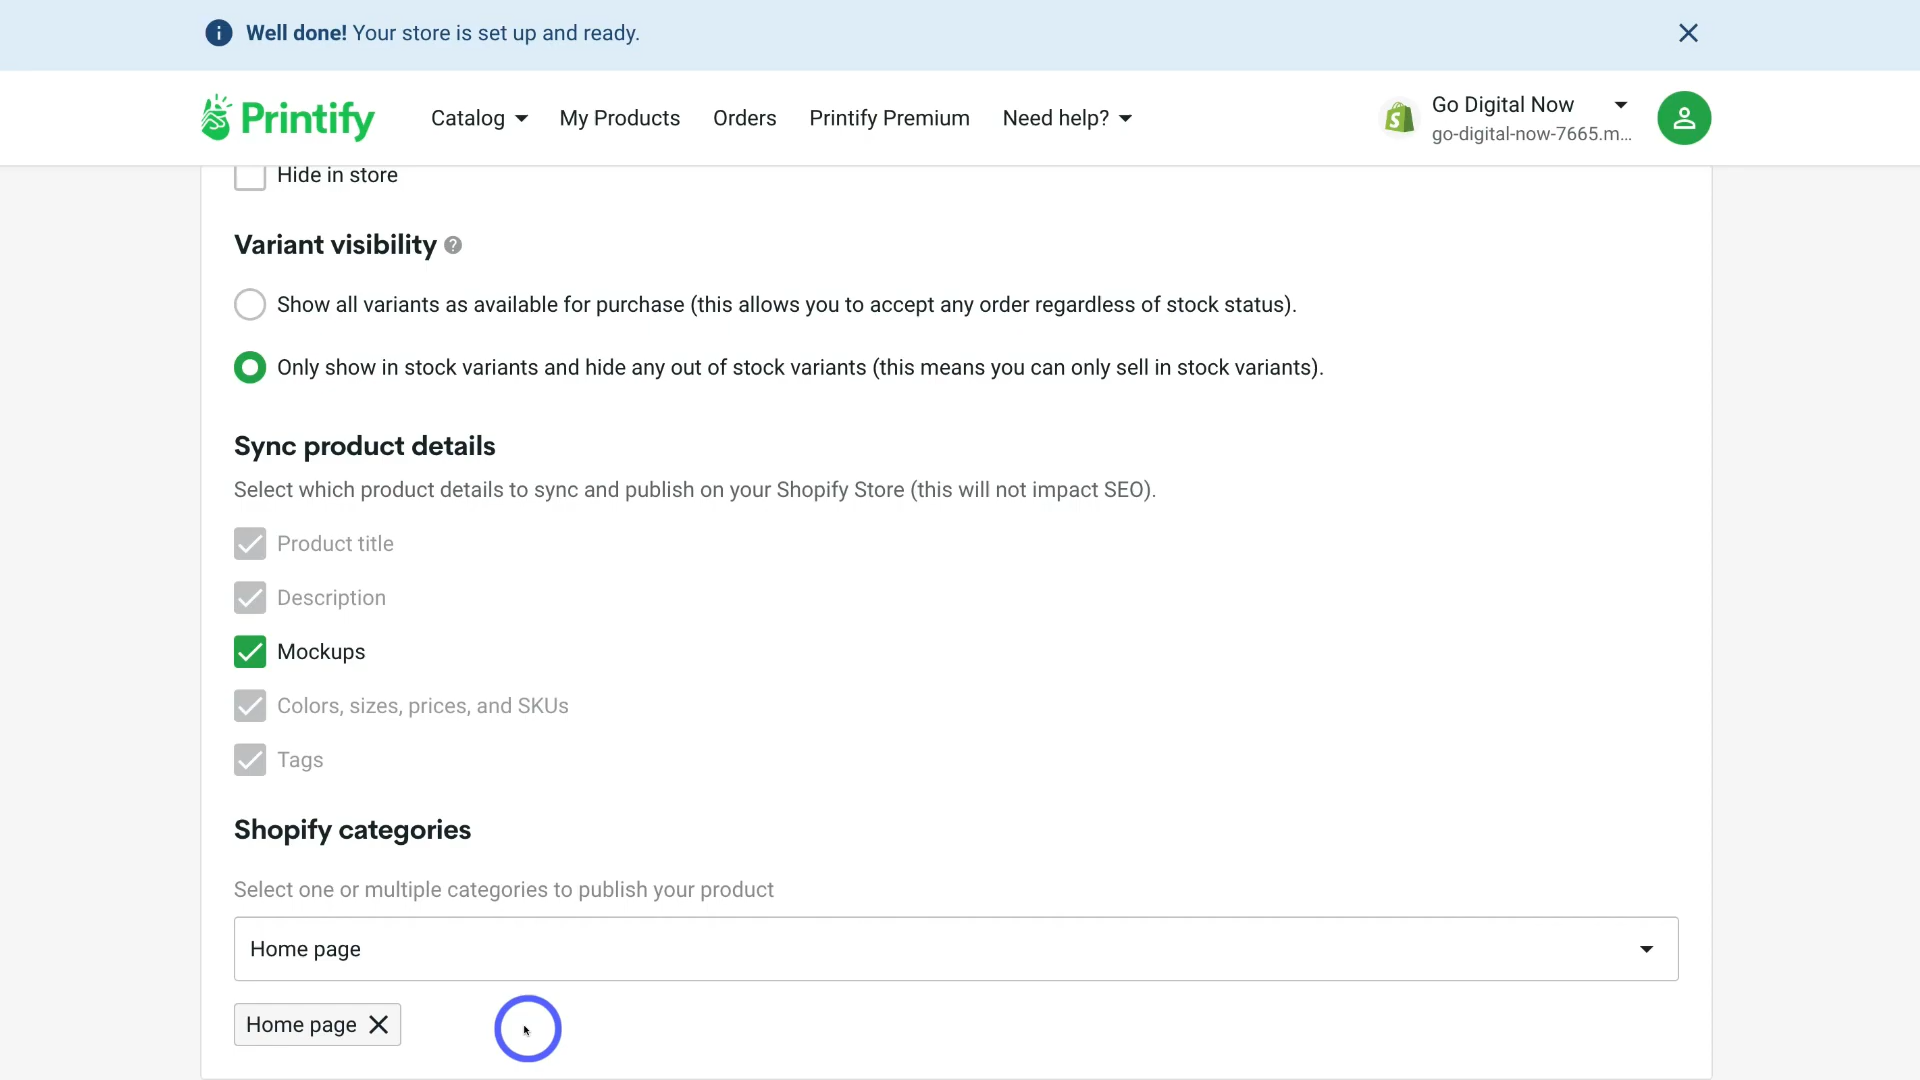 Well done! Your store is set up and ready.
Printify
Catalog
My Products
Orders
Printify Premium
Need help?
Go Digital Now
go-digital-now-7665.m...
Hide in store
Variant visibility
Show all variants as available for purchase (this allows you to accept any order regardless of stock status).
Only show in stock variants and hide any out of stock variants (this means you can only sell in stock variants).
Sync product details
Select which product details to sync and publish on your Shopify Store (this will not impact SEO).
Product title
Description
Mockups
Colors, sizes, prices, and SKUs
Tags
Shopify categories
Select one or multiple categories to publish your product
Home page
Home page